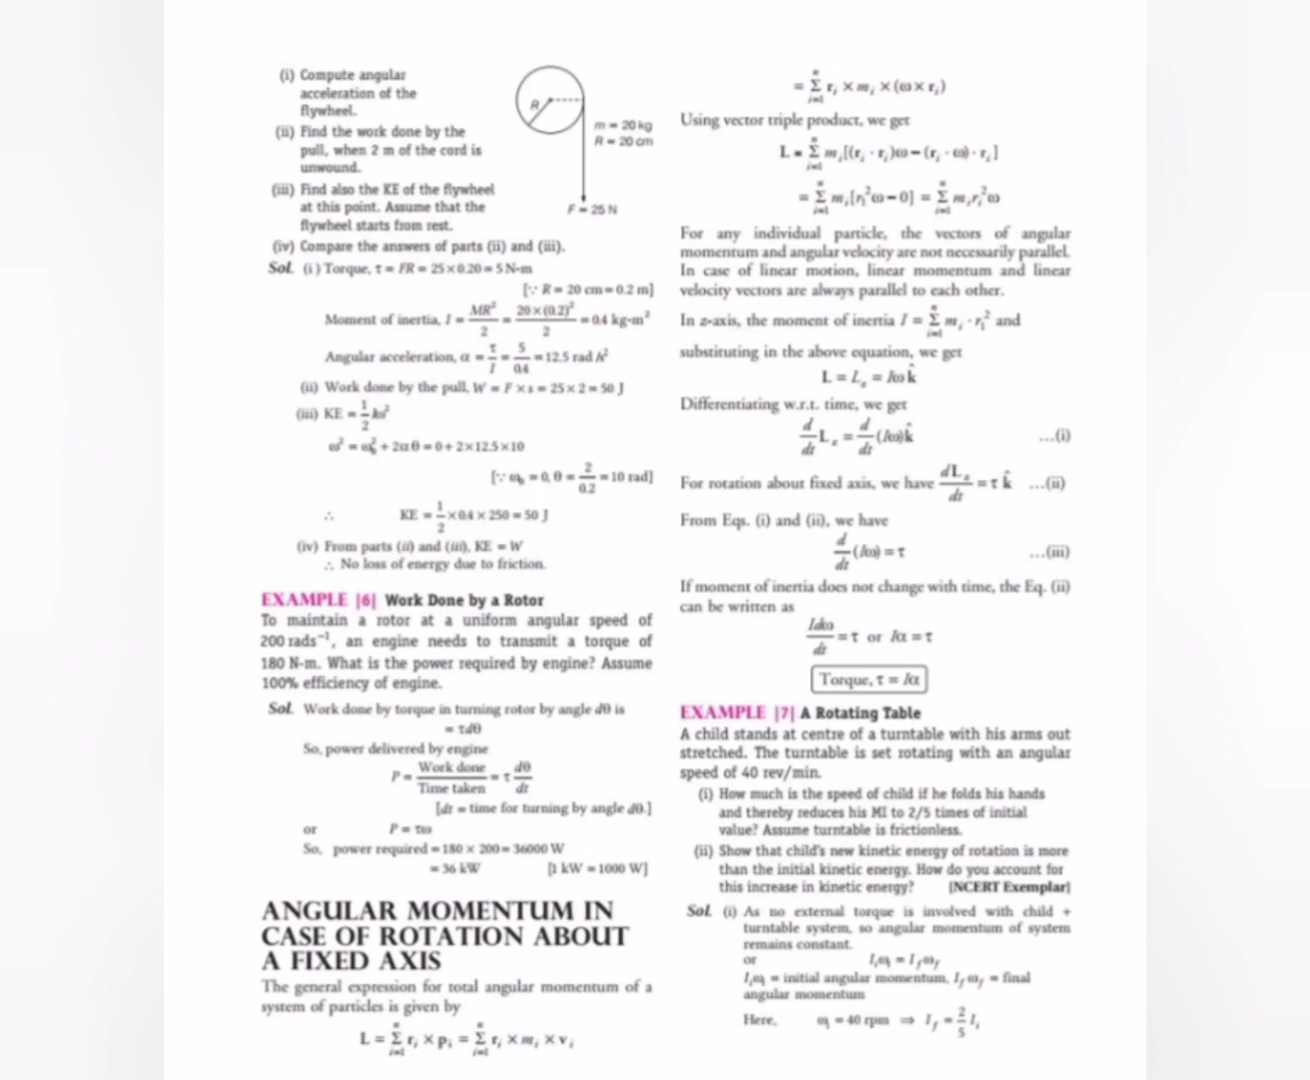 (i) Compute angular
acceleration of the
flywheel.
(ii) Find the work done by the
pull, when 2 m of the cord is
unwound.
(iii) Find also the KE of the flywheel
at this point. Assume that the
flywheel starts from rest.
(iv) Compare the answers of parts (ii) and (iii).
R
m = 20 kg
R = 20 cm
F = 25 N
Sol. (i) Torque, τ = FR = 25×0.20 = 5 N-m
[∵ R = 20 cm = 0.2 m]
Moment of inertia, I = MR²/2 = 20×(0.2)²/2 = 0.4 kg-m²
Angular acceleration, α = τ/I = 5/0.4 = 12.5 rad/s²
(ii) Work done by the pull, W = F × s = 25 × 2 = 50 J
(iii) KE = 1/2 Iω²
ω² = ω₀² + 2αθ = 0 + 2×12.5×10
[∵ ω₀ = 0, θ = 2/0.2 = 10 rad]
∴ KE = 1/2 ×0.4 × 250 = 50 J
(iv) From parts (ii) and (iii), KE = W
∴ No loss of energy due to friction.
EXAMPLE |6| Work Done by a Rotor
To maintain a rotor at a uniform angular speed of
200 rads⁻¹, an engine needs to transmit a torque of
180 N-m. What is the power required by engine? Assume
100% efficiency of engine.
Sol. Work done by torque in turning rotor by angle dθ is
= τdθ
So, power delivered by engine
P = Work done/Time taken = τ dθ/dt
[dt = time for turning by angle dθ.]
or P = τω
So, power required = 180 × 200 = 36000 W
= 36 kW [1 kW = 1000 W]
ANGULAR MOMENTUM IN
CASE OF ROTATION ABOUT
A FIXED AXIS
The general expression for total angular momentum of a
system of particles is given by
L = Σⁿᵢ₌₁ rᵢ × pᵢ = Σⁿᵢ₌₁ rᵢ × mᵢ × vᵢ
= Σⁿᵢ₌₁ rᵢ × mᵢ × (ω × rᵢ)
Using vector triple product, we get
L = Σⁿᵢ₌₁ mᵢ[(rᵢ · rᵢ)ω − (rᵢ · ω) · rᵢ]
= Σⁿᵢ₌₁ mᵢ[rᵢ²ω − 0] = Σⁿᵢ₌₁ mᵢrᵢ²ω
For any individual particle, the vectors of angular
momentum and angular velocity are not necessarily parallel.
In case of linear motion, linear momentum and linear
velocity vectors are always parallel to each other.
In z-axis, the moment of inertia I = Σⁿᵢ₌₁ mᵢ · rᵢ² and
substituting in the above equation, we get
L = L_z = Iω k̂
Differentiating w.r.t. time, we get
d/dt L_z = d/dt (Iω)k̂ ...(i)
For rotation about fixed axis, we have dL_z/dt = τ k̂ ...(ii)
From Eqs. (i) and (ii), we have
d/dt (Iω) = τ ...(iii)
If moment of inertia does not change with time, the Eq. (ii)
can be written as
Idω/dt = τ or Iα = τ
Torque, τ = Iα
EXAMPLE |7| A Rotating Table
A child stands at centre of a turntable with his arms out
stretched. The turntable is set rotating with an angular
speed of 40 rev/min.
(i) How much is the speed of child if he folds his hands
and thereby reduces his MI to 2/5 times of initial
value? Assume turntable is frictionless.
(ii) Show that child's new kinetic energy of rotation is more
than the initial kinetic energy. How do you account for
this increase in kinetic energy? [NCERT Exemplar]
Sol. (i) As no external torque is involved with child +
turntable system, so angular momentum of system
remains constant.
or Iᵢωᵢ = I_f ω_f
Iᵢωᵢ = initial angular momentum, I_f ω_f = final
angular momentum
Here, ωᵢ = 40 rpm ⇒ I_f = 2/5 Iᵢ